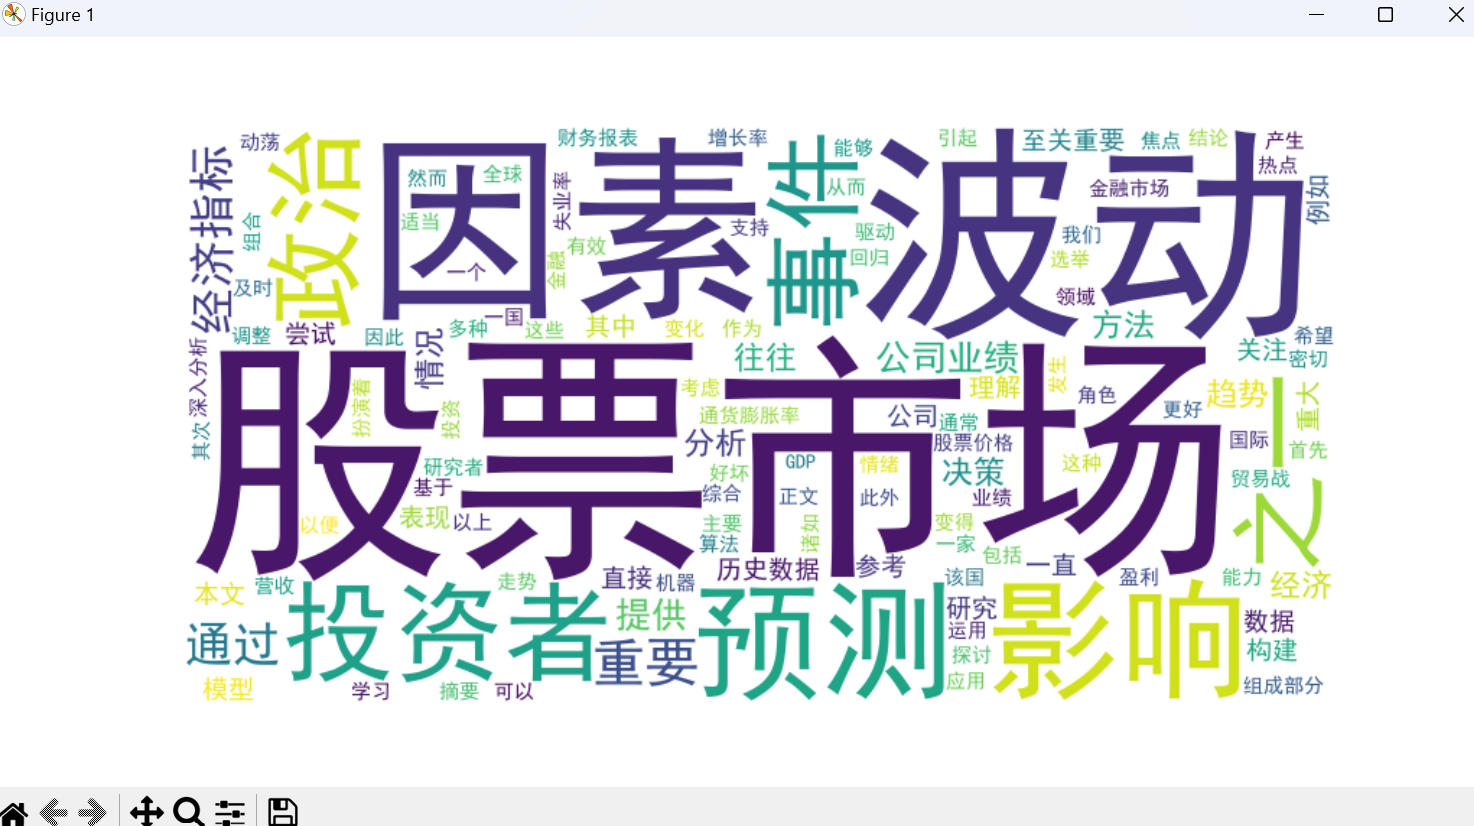 Figure 1
动荡
财务报表
增长率
能够
引起
至关重要
焦点
结论
产生
经济指标
政治
因素
事件
波动
热点
然而
全球
失业率
从而
金融市场
例如
组合
适当
有效
支持
驱动
我们
回归
选举
一个
金融
及时
领域
调整
尝试
因此
多种
一国
这些
其中
变化
作为
方法
希望
情况
往往
公司业绩
关注
密切
深入分析
股票市场
考虑
理解
发生
角色
趋势
重大
扮演着
投资
通货膨胀率
公司
通常
更好
其次
分析
股票价格
国际
首先
之一
研究者
好坏
GDP
情绪
决策
这种
贸易战
基于
综合
正文
此外
业绩
以便
表现
以上
主要
诸如
变得
算法
一家
包括
历史数据
参考
一直
直接
机器
走势
该国
盈利
能力
经济
本文
营收
投资者
提供
预测
研究
影响
数据
通过
重要
运用
探讨
构建
模型
学习
摘要
可以
应用
组成部分